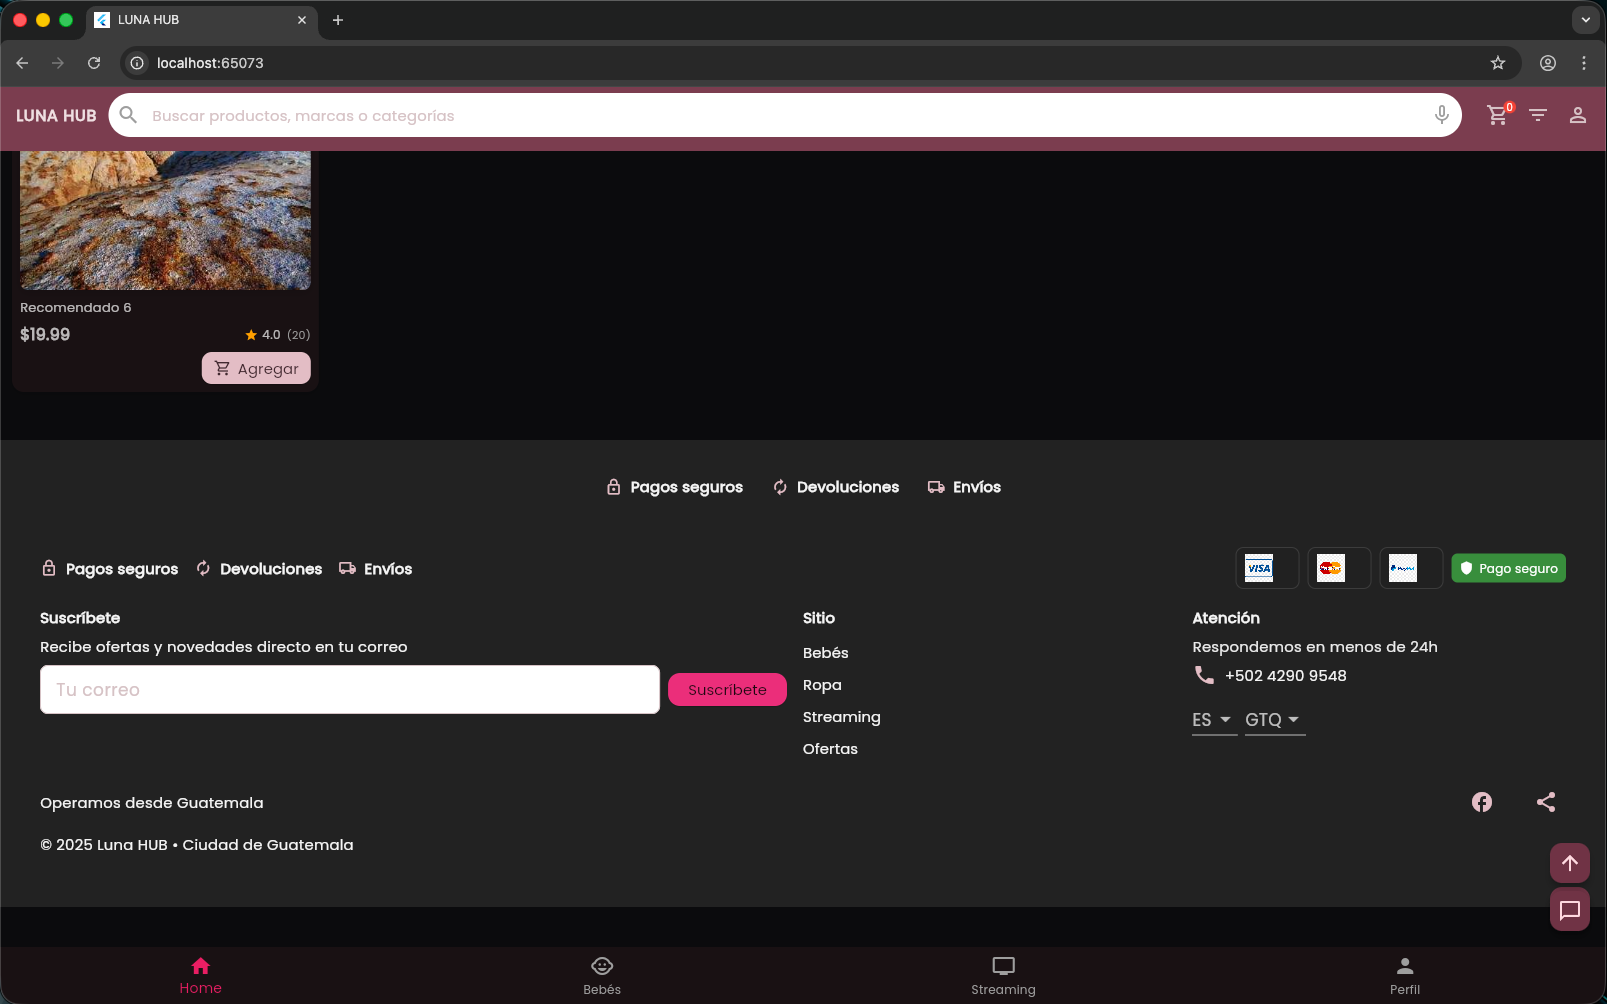 LUNA HUB
localhost:65073
LUNA HUB
Buscar productos, marcas o categorías
0
Recomendado 6
$19.99
4.0 (20)
Agregar
Pagos seguros
Devoluciones
Envíos
Pagos seguros
Devoluciones
Envíos
VISA
MasterCard
PayPal
Pago seguro
Suscríbete
Recibe ofertas y novedades directo en tu correo
Tu correo
Suscríbete
Sitio
Bebés
Ropa
Streaming
Ofertas
Atención
Respondemos en menos de 24h
+502 4290 9548
ES
GTQ
Operamos desde Guatemala
© 2025 Luna HUB • Ciudad de Guatemala
Home
Bebés
Streaming
Perfil